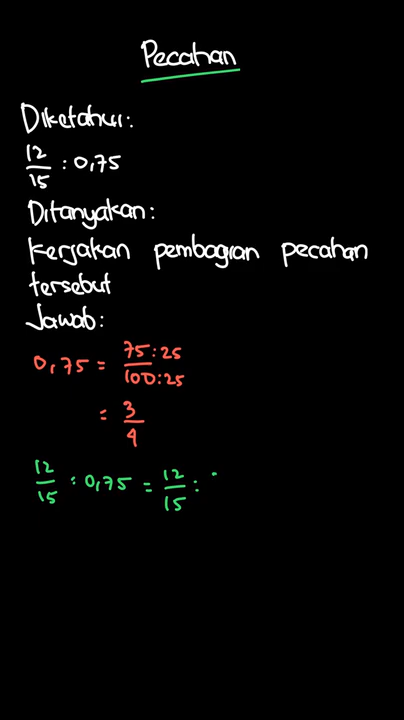 Pecahan
Diketahui:
12/15 : 0,75
Ditanyakan:
Kerjakan pembagian pecahan
tersebut
Jawab:
0,75 = 75:25/100:25
= 3/4
12/15 : 0,75 = 12/15 :